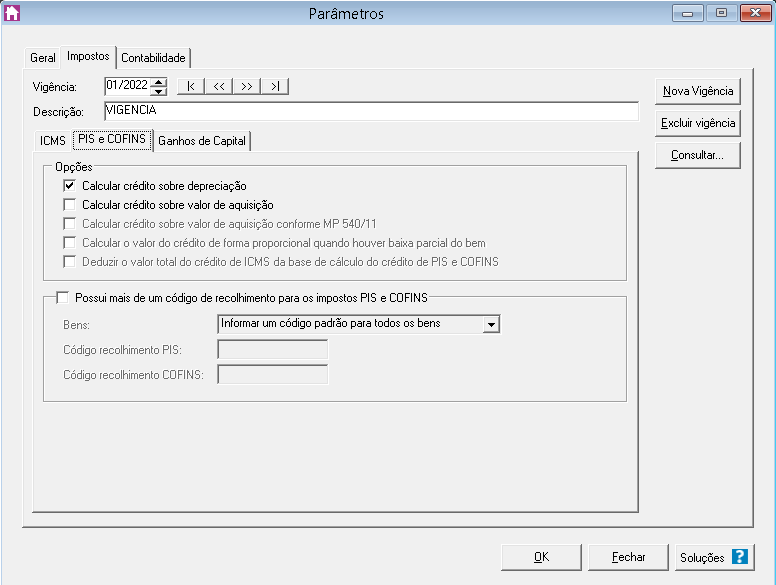 Parâmetros
Geral Impostos Contabilidade
Vigência: 01/2022 |< << >> >| Nova Vigência
Descrição: VIGENCIA
Excluir vigência
ICMS PIS e COFINS Ganhos de Capital
Consultar...
Opções
Calcular crédito sobre depreciação
Calcular crédito sobre valor de aquisição
Calcular crédito sobre valor de aquisição conforme MP 540/11
Calcular o valor do crédito de forma proporcional quando houver baixa parcial do bem
Deduzir o valor total do crédito de ICMS da base de cálculo do crédito de PIS e COFINS
Possui mais de um código de recolhimento para os impostos PIS e COFINS
Bens: Informar um código padrão para todos os bens
Código recolhimento PIS:
Código recolhimento COFINS:
OK Fechar Soluções ?